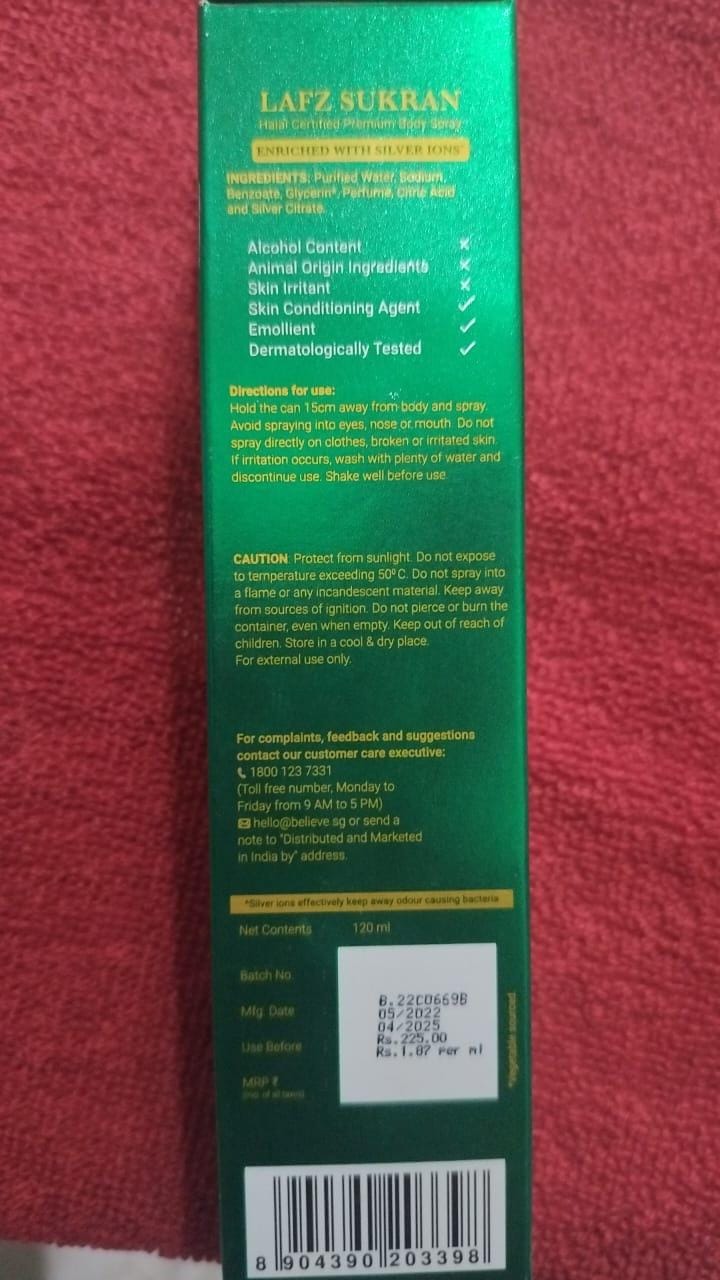 LAFZ SUKRAN
Halal Certified Premium Body Spray
ENRICHED WITH SILVER IONS*
INGREDIENTS: Purified Water, Sodium,
Benzoate, Glycerin*, Perfume, Citric Acid
and Silver Citrate.
Alcohol Content ×
Animal Origin Ingredients ×
Skin Irritant ×
Skin Conditioning Agent ✓
Emollient ✓
Dermatologically Tested ✓
Directions for use:
Hold the can 15cm away from body and spray.
Avoid spraying into eyes, nose or mouth. Do not
spray directly on clothes, broken or irritated skin.
If irritation occurs, wash with plenty of water and
discontinue use. Shake well before use.
CAUTION: Protect from sunlight. Do not expose
to temperature exceeding 50°C. Do not spray into
a flame or any incandescent material. Keep away
from sources of ignition. Do not pierce or burn the
container, even when empty. Keep out of reach of
children. Store in a cool & dry place.
For external use only.
For complaints, feedback and suggestions
contact our customer care executive:
1800 123 7331
(Toll free number, Monday to
Friday from 9 AM to 5 PM)
hello@believe.sg or send a
note to "Distributed and Marketed
in India by" address.
*Silver ions effectively keep away odour causing bacteria
Net Contents 120 ml
Batch No. B.22C0669B
Mfg. Date 05/2022
Use Before 04/2025
MRP ₹ Rs.225.00
(Incl. of all taxes) Rs.1.87 per ml
*Vegetable sourced
8 904390 203398